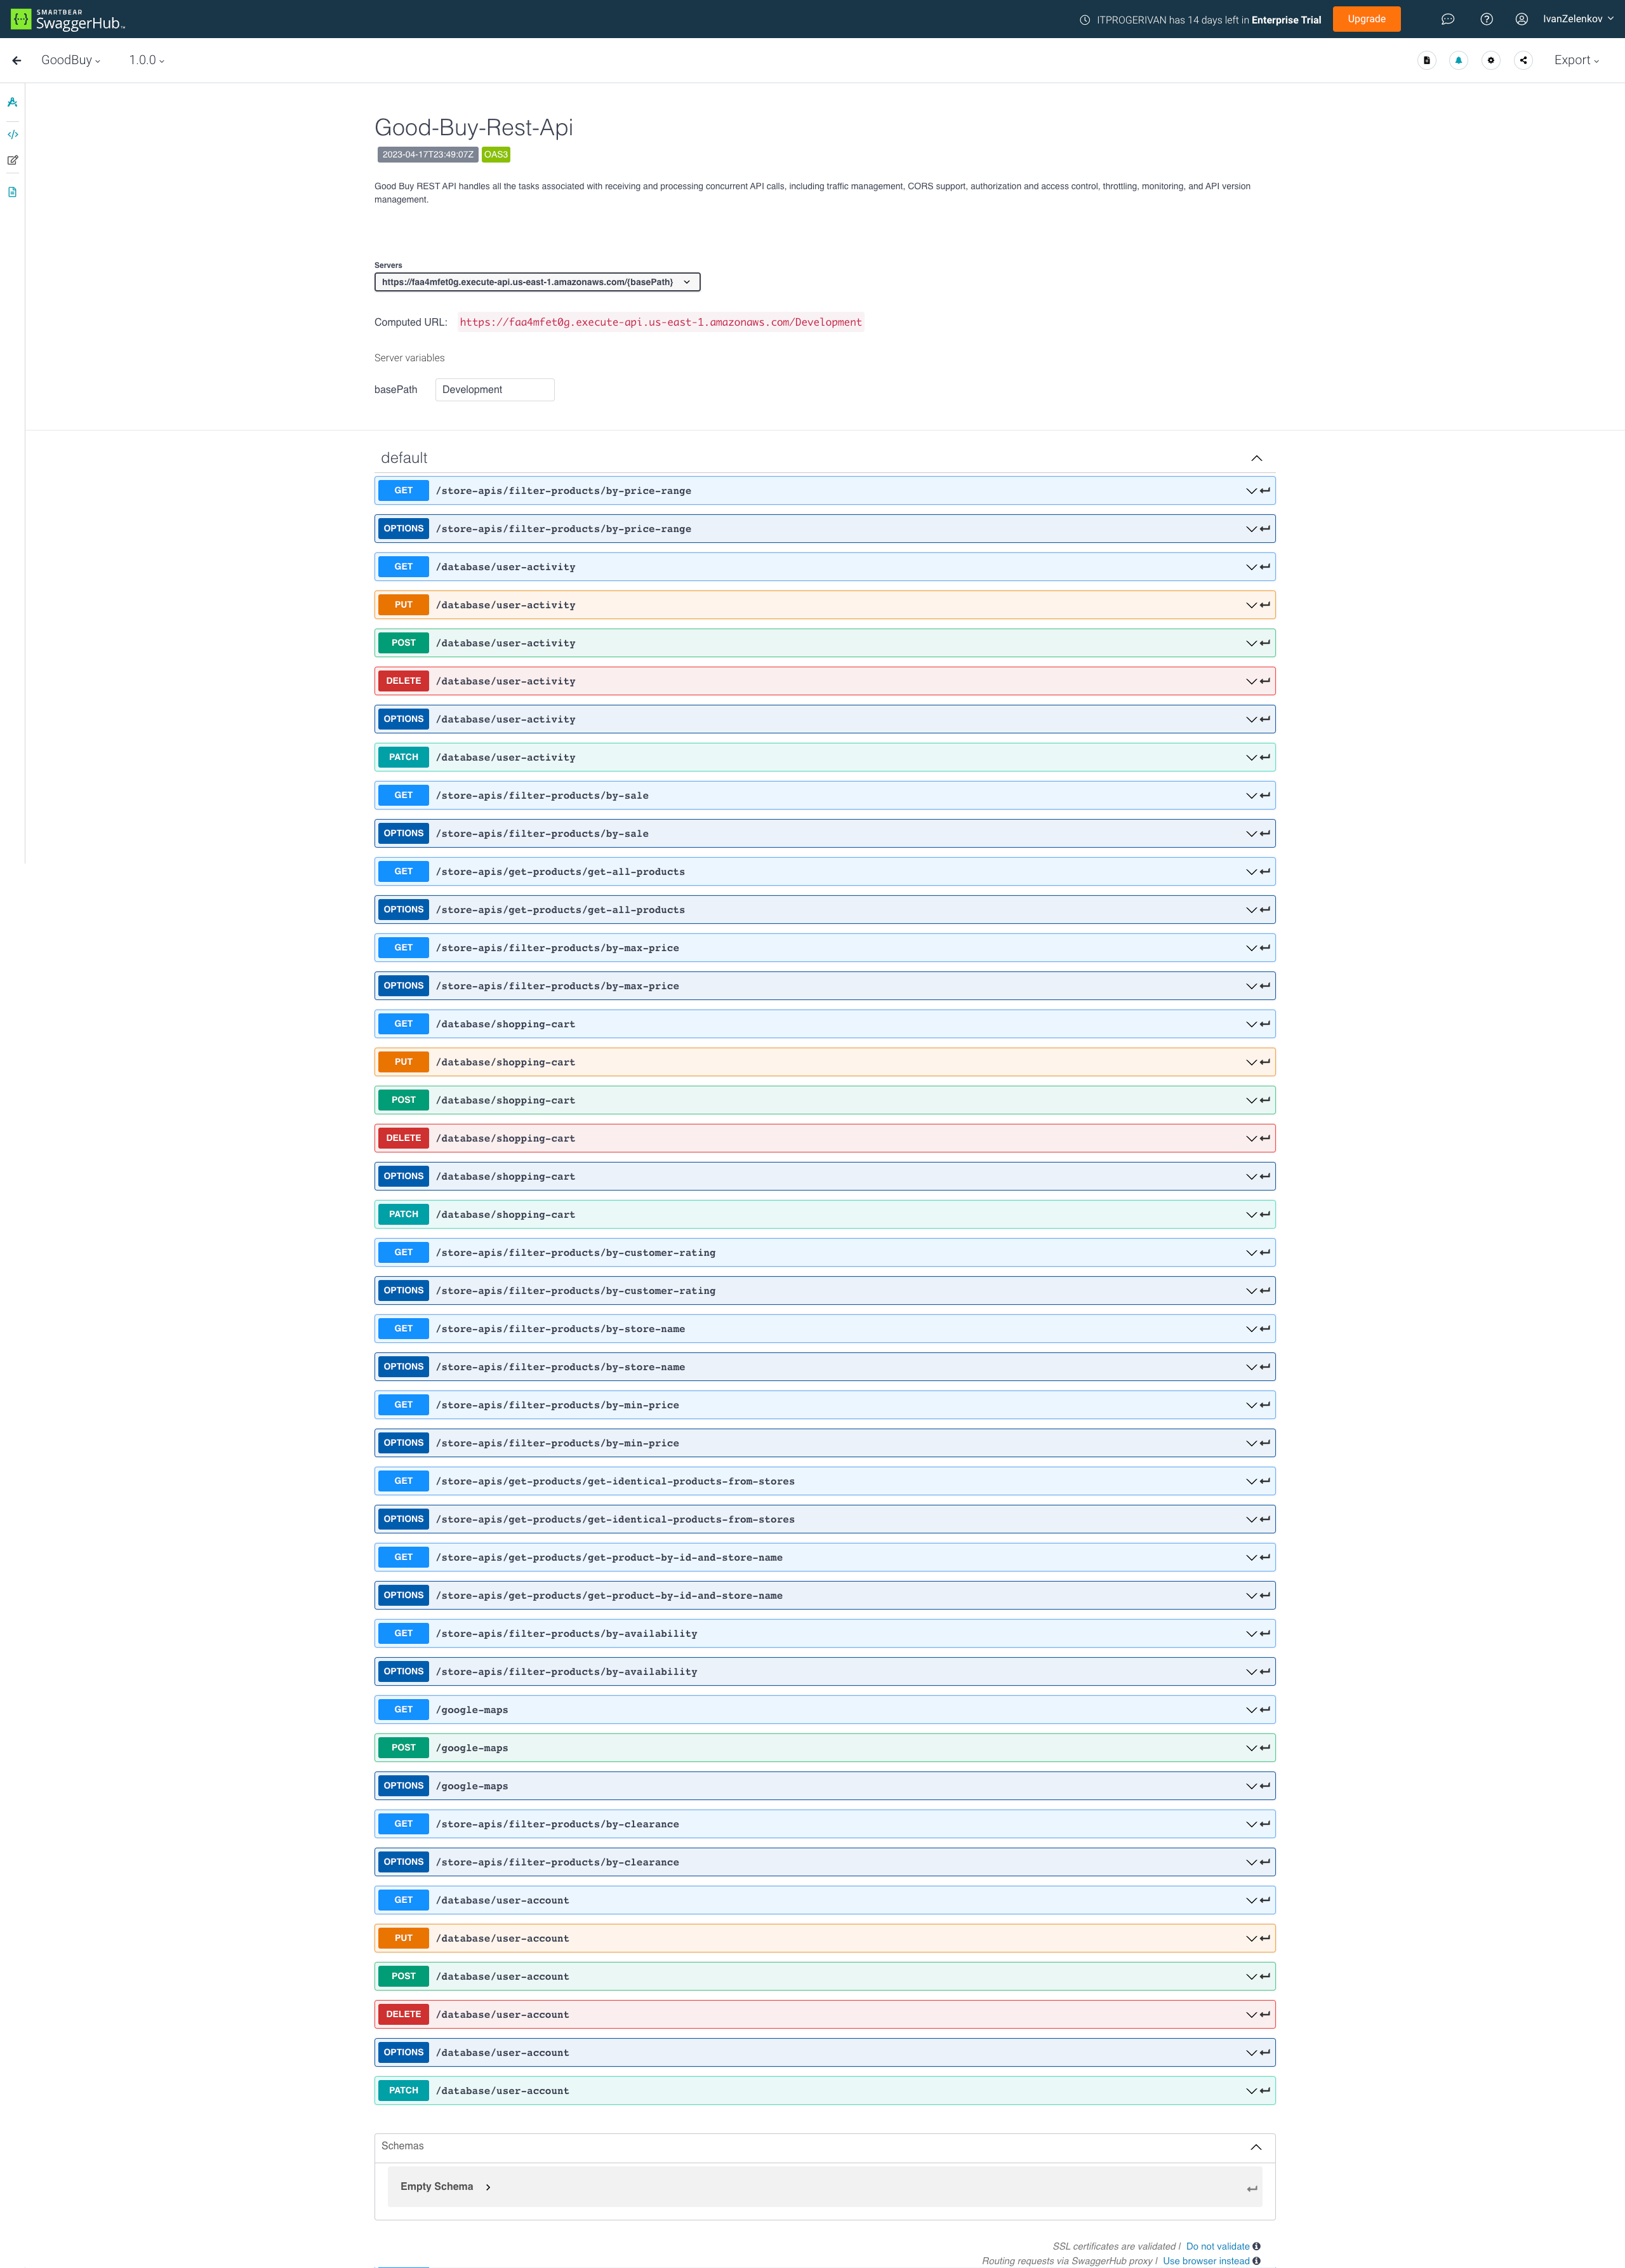 SMARTBEAR
SwaggerHub™
ITPROGERIVAN has 14 days left in Enterprise Trial
Upgrade
IvanZelenkov
GoodBuy
1.0.0
Export
Good-Buy-Rest-Api
2023-04-17T23:49:07Z OAS3
Good Buy REST API handles all the tasks associated with receiving and processing concurrent API calls, including traffic management, CORS support, authorization and access control, throttling, monitoring, and API version
management.
Servers
https://faa4mfet0g.execute-api.us-east-1.amazonaws.com/{basePath}
Computed URL: https://faa4mfet0g.execute-api.us-east-1.amazonaws.com/Development
Server variables
basePath Development
default
GET /store-apis/filter-products/by-price-range
OPTIONS /store-apis/filter-products/by-price-range
GET /database/user-activity
PUT /database/user-activity
POST /database/user-activity
DELETE /database/user-activity
OPTIONS /database/user-activity
PATCH /database/user-activity
GET /store-apis/filter-products/by-sale
OPTIONS /store-apis/filter-products/by-sale
GET /store-apis/get-products/get-all-products
OPTIONS /store-apis/get-products/get-all-products
GET /store-apis/filter-products/by-max-price
OPTIONS /store-apis/filter-products/by-max-price
GET /database/shopping-cart
PUT /database/shopping-cart
POST /database/shopping-cart
DELETE /database/shopping-cart
OPTIONS /database/shopping-cart
PATCH /database/shopping-cart
GET /store-apis/filter-products/by-customer-rating
OPTIONS /store-apis/filter-products/by-customer-rating
GET /store-apis/filter-products/by-store-name
OPTIONS /store-apis/filter-products/by-store-name
GET /store-apis/filter-products/by-min-price
OPTIONS /store-apis/filter-products/by-min-price
GET /store-apis/get-products/get-identical-products-from-stores
OPTIONS /store-apis/get-products/get-identical-products-from-stores
GET /store-apis/get-products/get-product-by-id-and-store-name
OPTIONS /store-apis/get-products/get-product-by-id-and-store-name
GET /store-apis/filter-products/by-availability
OPTIONS /store-apis/filter-products/by-availability
GET /google-maps
POST /google-maps
OPTIONS /google-maps
GET /store-apis/filter-products/by-clearance
OPTIONS /store-apis/filter-products/by-clearance
GET /database/user-account
PUT /database/user-account
POST /database/user-account
DELETE /database/user-account
OPTIONS /database/user-account
PATCH /database/user-account
Schemas
Empty Schema
SSL certificates are validated / Do not validate
Routing requests via SwaggerHub proxy / Use browser instead